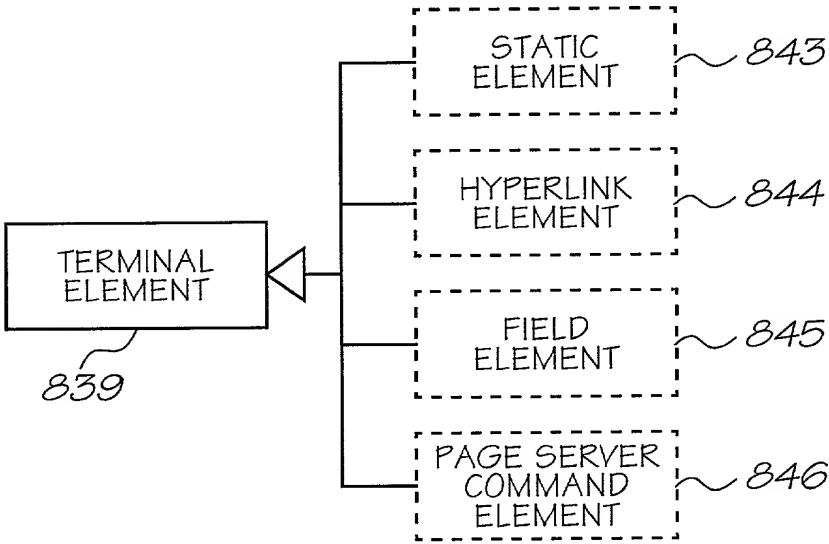 STATIC
ELEMENT
843
HYPERLINK
ELEMENT
844
TERMINAL
ELEMENT
839
FIELD
ELEMENT
845
PAGE SERVER
COMMAND
ELEMENT
846